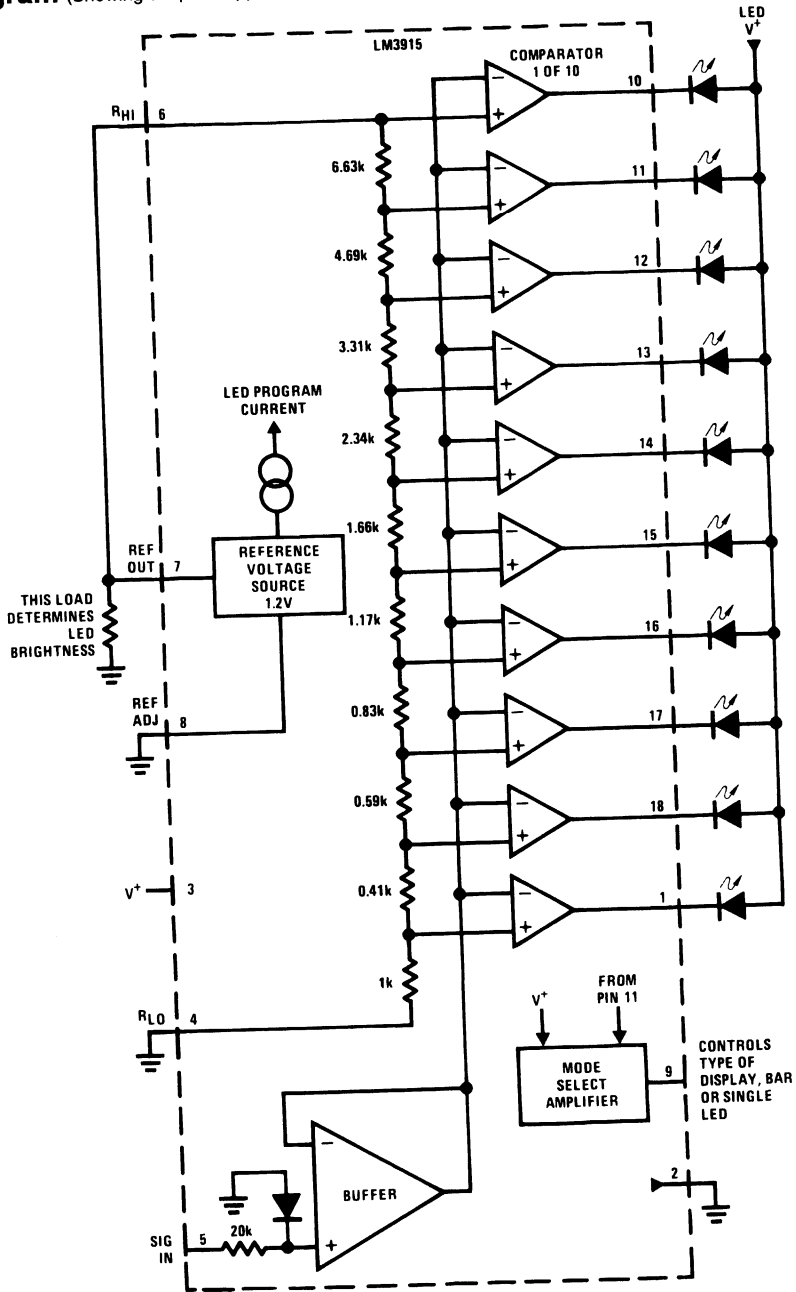 LED
V+
LM3915
COMPARATOR
1 OF 10
10
RHI
6
−
+
6.63k
11
−
+
4.69k
12
−
+
3.31k
13
−
+
LED PROGRAM
CURRENT
2.34k
14
−
+
1.66k
15
−
+
REF
OUT
7
REFERENCE
VOLTAGE
SOURCE
1.2V
THIS LOAD
DETERMINES
LED
BRIGHTNESS
1.17k
16
−
+
REF
ADJ
8
0.83k
17
−
+
0.59k
18
−
+
V+
3
0.41k
1
−
+
1k
RLO
4
V+
FROM
PIN 11
MODE
SELECT
AMPLIFIER
9
CONTROLS
TYPE OF
DISPLAY, BAR
OR SINGLE
LED
−
BUFFER
+
2
SIG
IN
5
20k